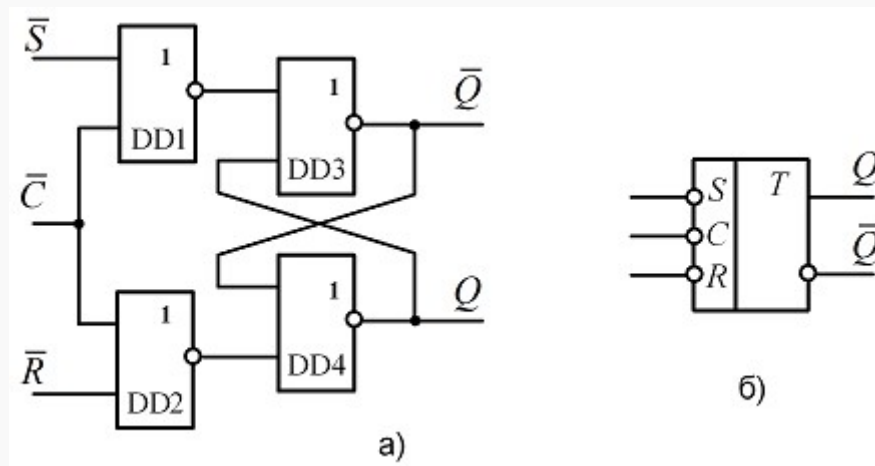 S̅
1
DD1
1
Q̅
DD3
C̅
1
Q
DD4
1
R̅
DD2
а)
S T Q
C
R Q̅
б)